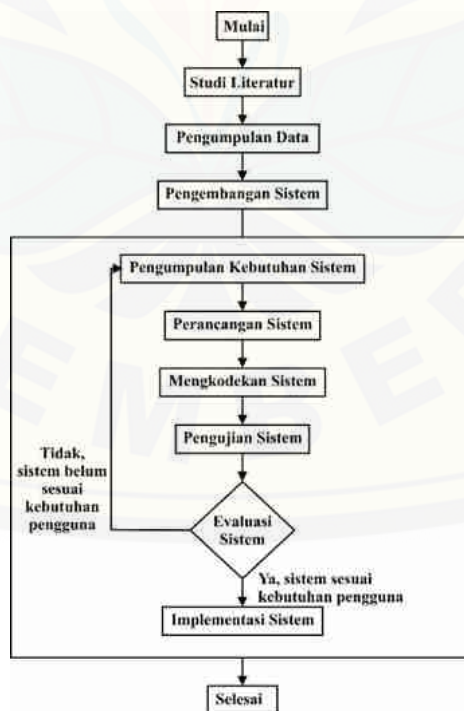 Mulai
Studi Literatur
Pengumpulan Data
Pengembangan Sistem
Pengumpulan Kebutuhan Sistem
Perancangan Sistem
Mengkodekan Sistem
Pengujian Sistem
Tidak,
sistem belum
sesuai
kebutuhan
pengguna
Evaluasi
Sistem
Ya, sistem sesuai
kebutuhan pengguna
Implementasi Sistem
Selesai